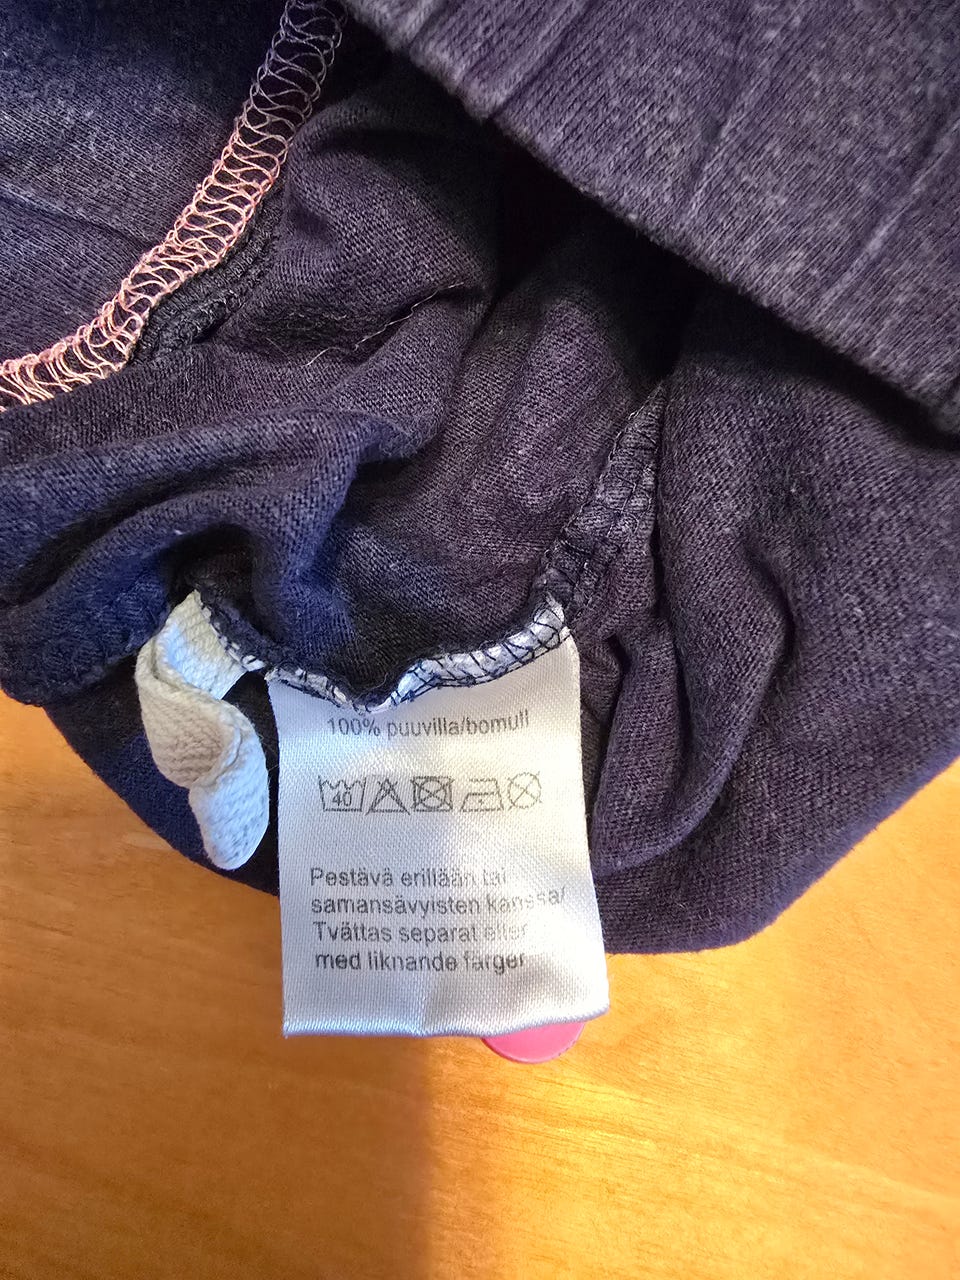 100% puuvilla/bomull
40
Pestävä erillään tai
samansävyisten kanssa/
Tvättas separat eller
med liknande färger